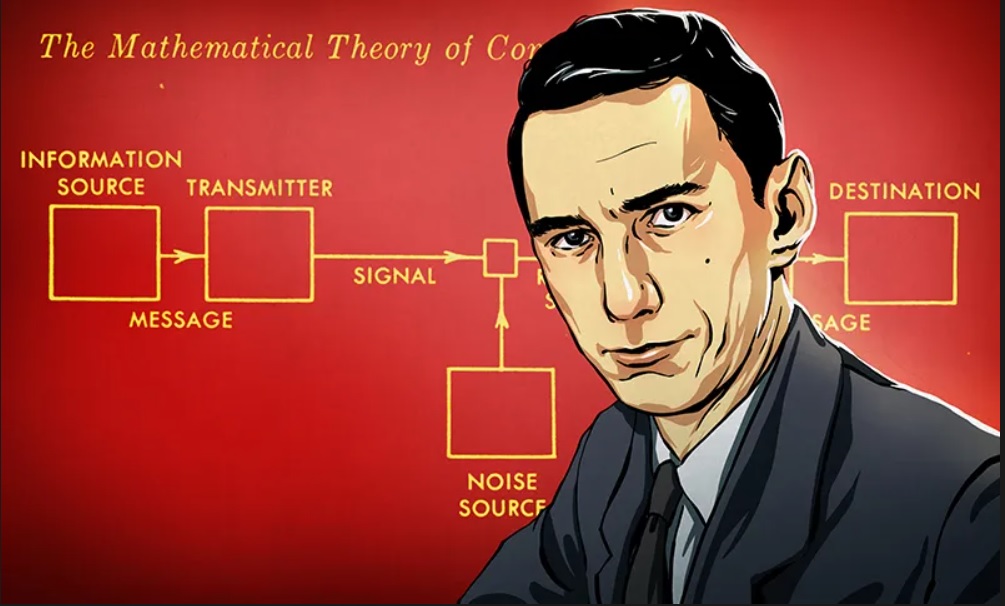 The Mathematical Theory of Co
INFORMATION
SOURCE
TRANSMITTER
DESTINATION
SIGNAL
R
S
MESSAGE
SAGE
NOISE
SOURCE